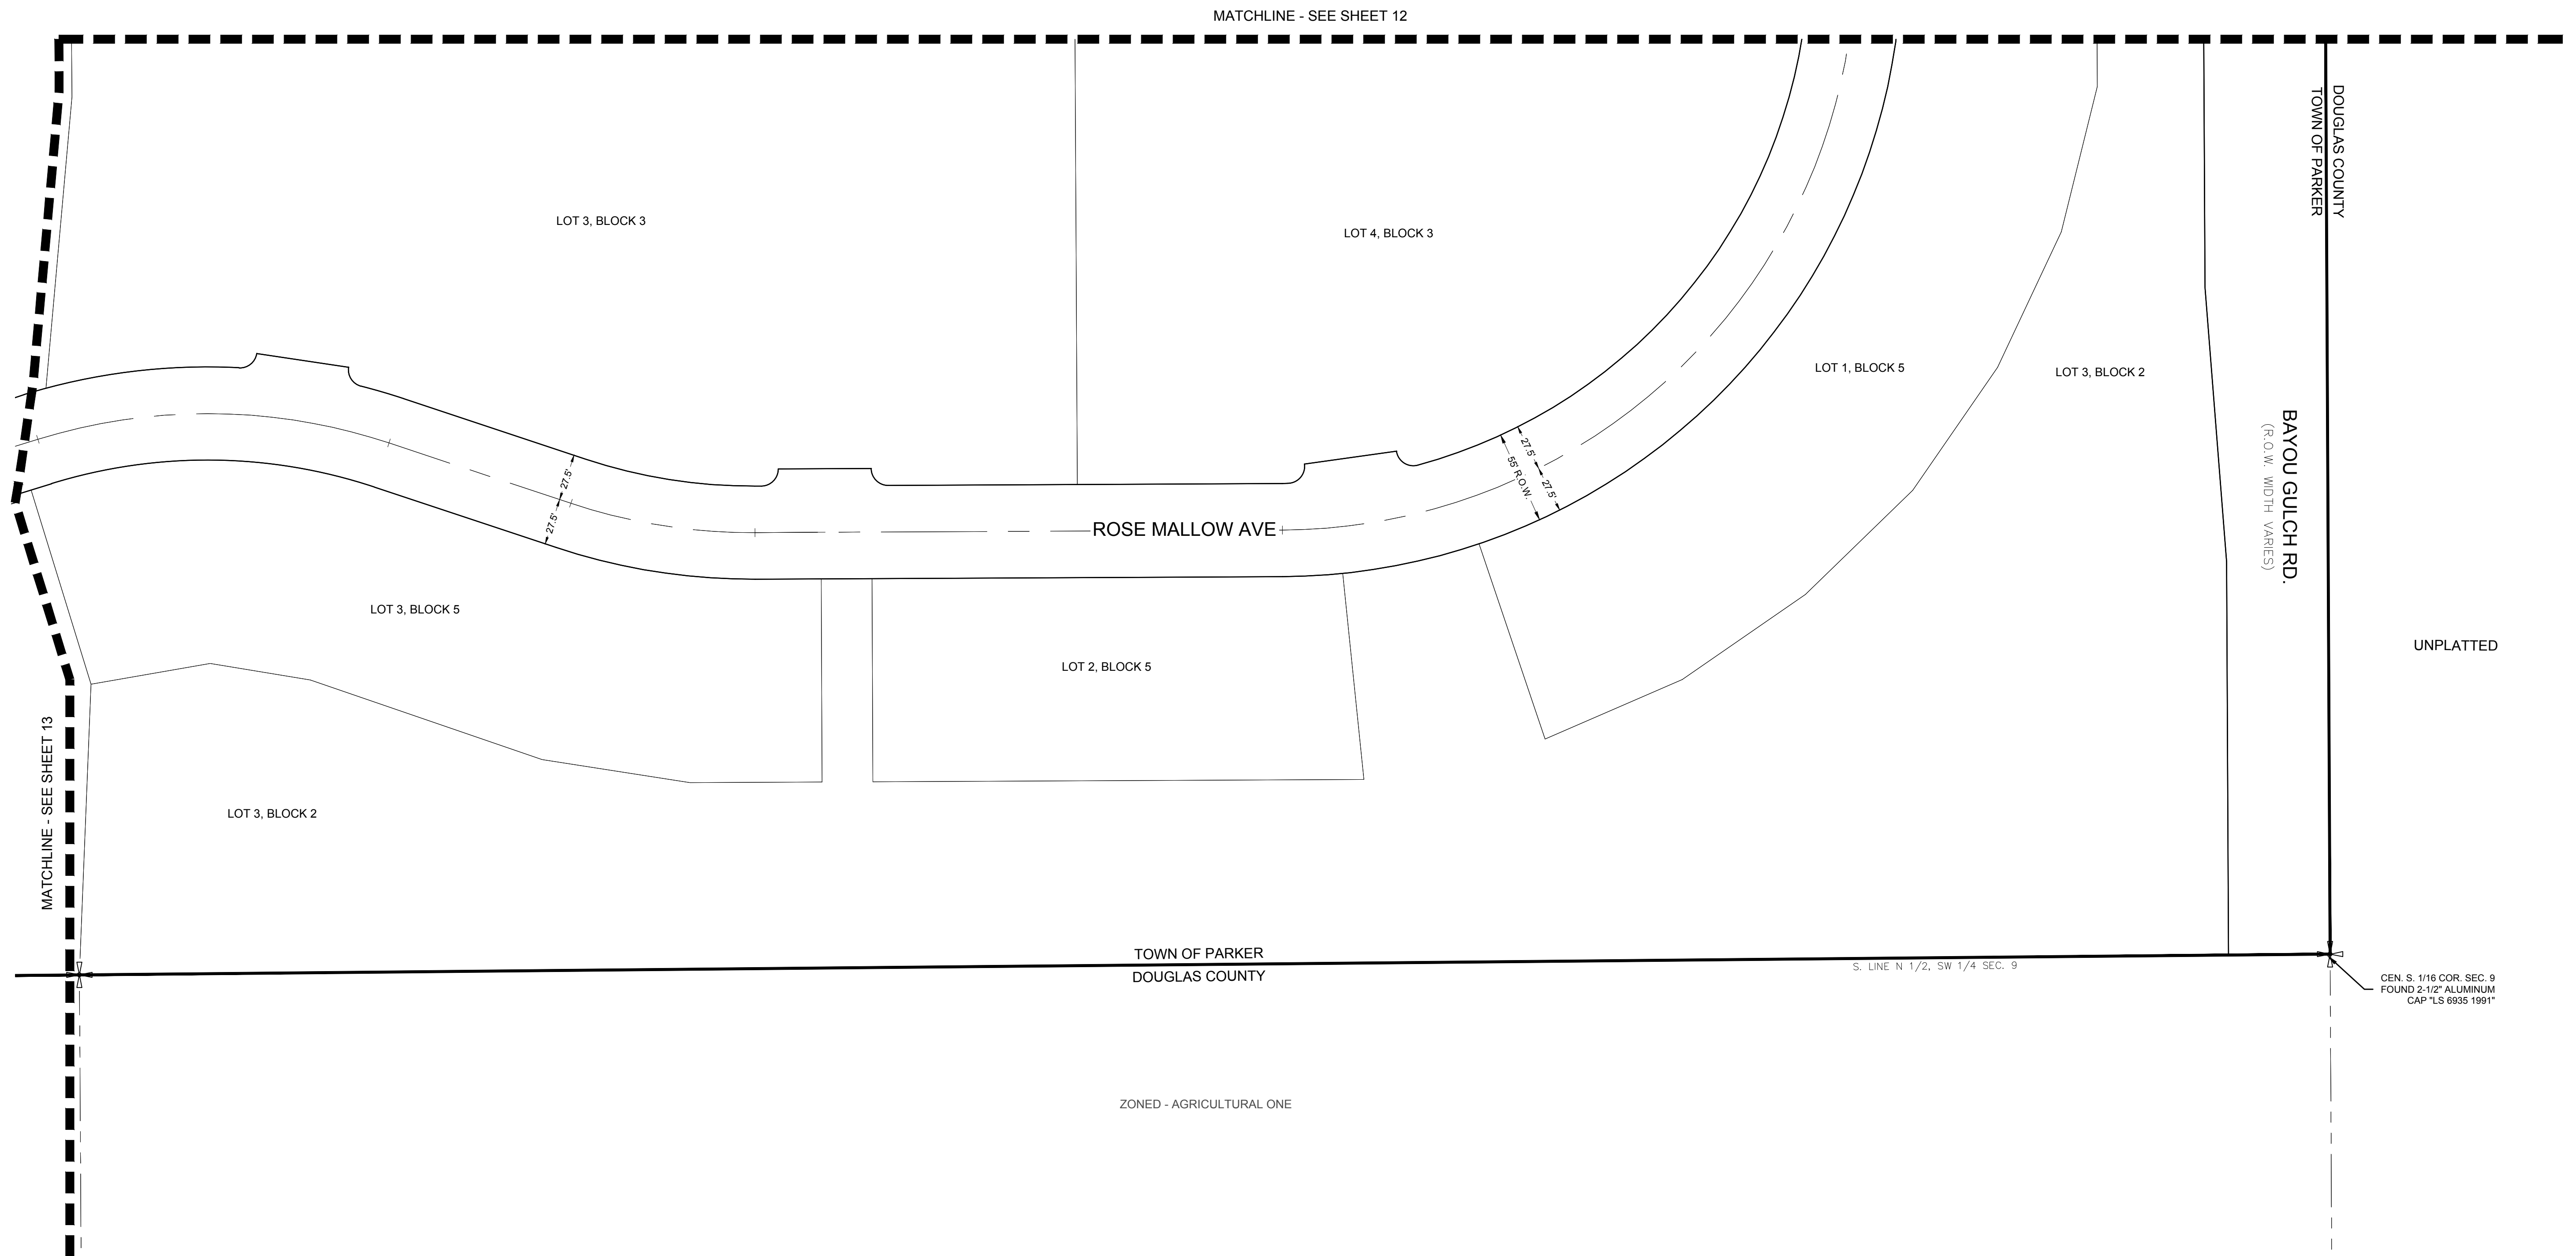 MATCHLINE - SEE SHEET 12
DOUGLAS COUNTY
TOWN OF PARKER
LOT 3, BLOCK 3
LOT 4, BLOCK 3
LOT 1, BLOCK 5
LOT 3, BLOCK 2
BAYOU GULCH RD.
(R.O.W. WIDTH VARIES)
27.5'
27.5'
27.5'
55' R.O.W.
27.5'
ROSE MALLOW AVE
LOT 3, BLOCK 5
LOT 2, BLOCK 5
UNPLATTED
MATCHLINE - SEE SHEET 13
LOT 3, BLOCK 2
TOWN OF PARKER
DOUGLAS COUNTY
S. LINE N 1/2, SW 1/4 SEC. 9
CEN. S. 1/16 COR. SEC. 9
FOUND 2-1/2" ALUMINUM
CAP "LS 6935 1991"
ZONED - AGRICULTURAL ONE